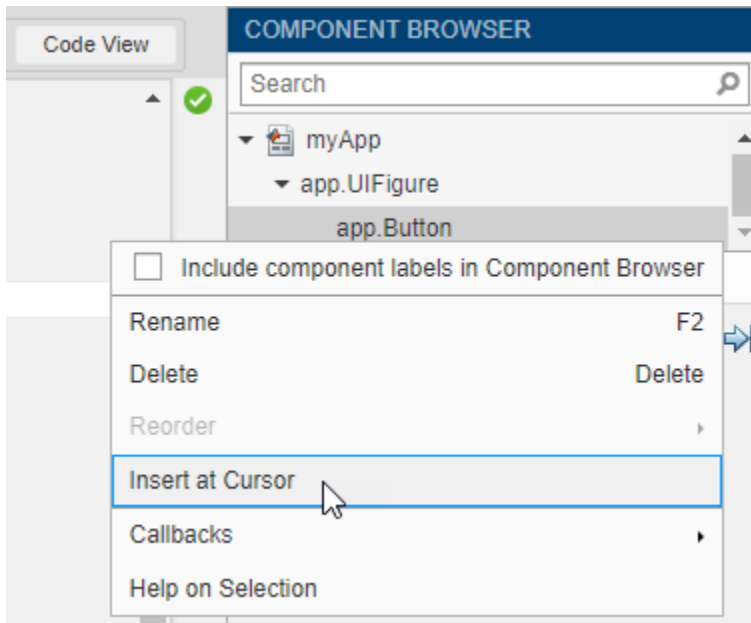 Code View
COMPONENT BROWSER
Search
myApp
app.UIFigure
app.Button
Include component labels in Component Browser
Rename F2
Delete Delete
Reorder
Insert at Cursor
Callbacks
Help on Selection